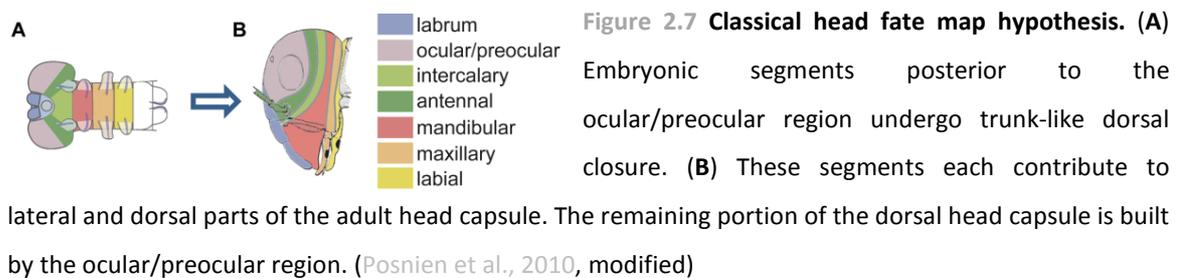 A
B
labrum
ocular/preocular
intercalary
antennal
mandibular
maxillary
labial
Figure 2.7 Classical head fate map hypothesis. (A)
Embryonic segments posterior to the
ocular/preocular region undergo trunk-like dorsal
closure. (B) These segments each contribute to
lateral and dorsal parts of the adult head capsule. The remaining portion of the dorsal head capsule is built
by the ocular/preocular region. (Posnien et al., 2010, modified)